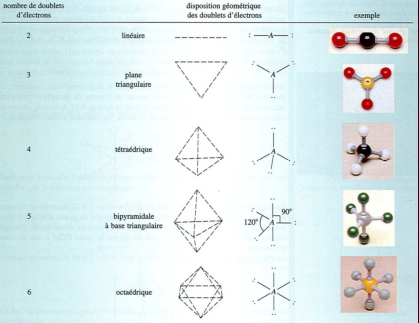 nombre de doublets
d'électrons
disposition géométrique
des doublets d'électrons
exemple
2
linéaire
: —A— :
3
plane
triangulaire
A
4
tétraédrique
A
5
bipyramidale
à base triangulaire
120°
90°
A
6
octaédrique
A